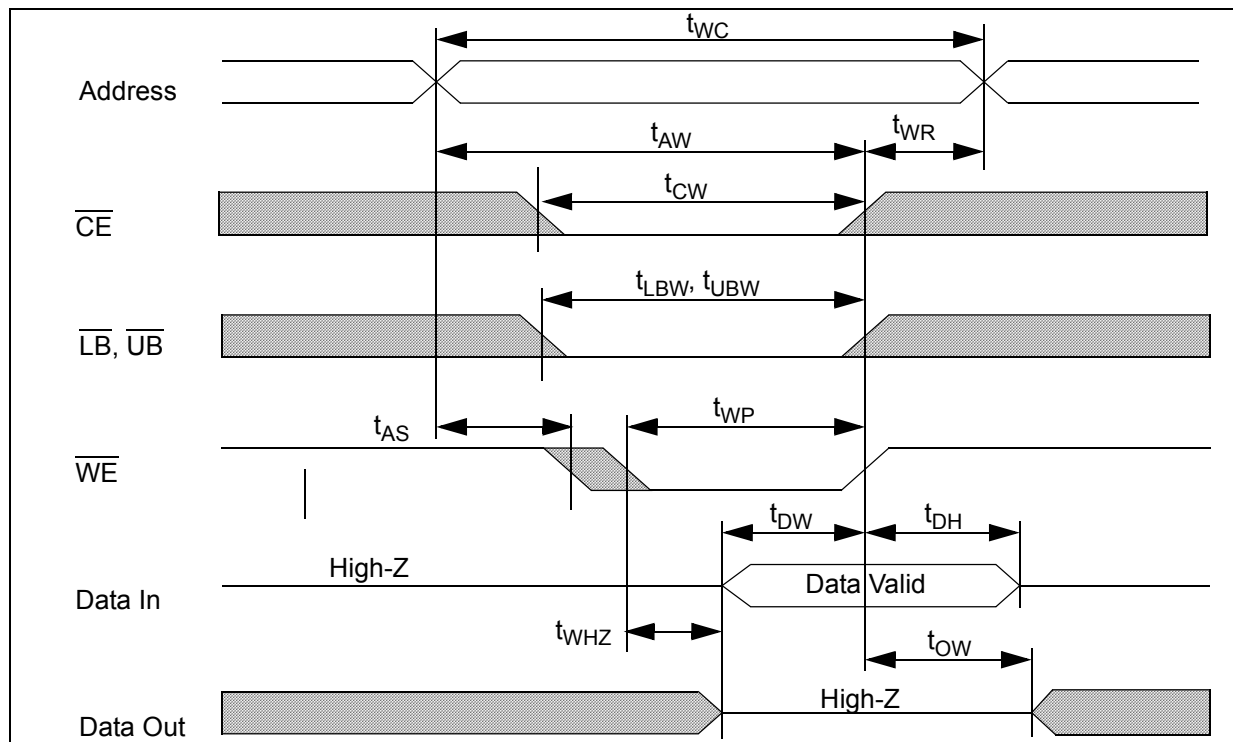 tWC
Address
tAW
tWR
tCW
CE
tLBW, tUBW
LB, UB
tAS
tWP
WE
tDW
tDH
High-Z
Data Valid
Data In
tWHZ
tOW
High-Z
Data Out